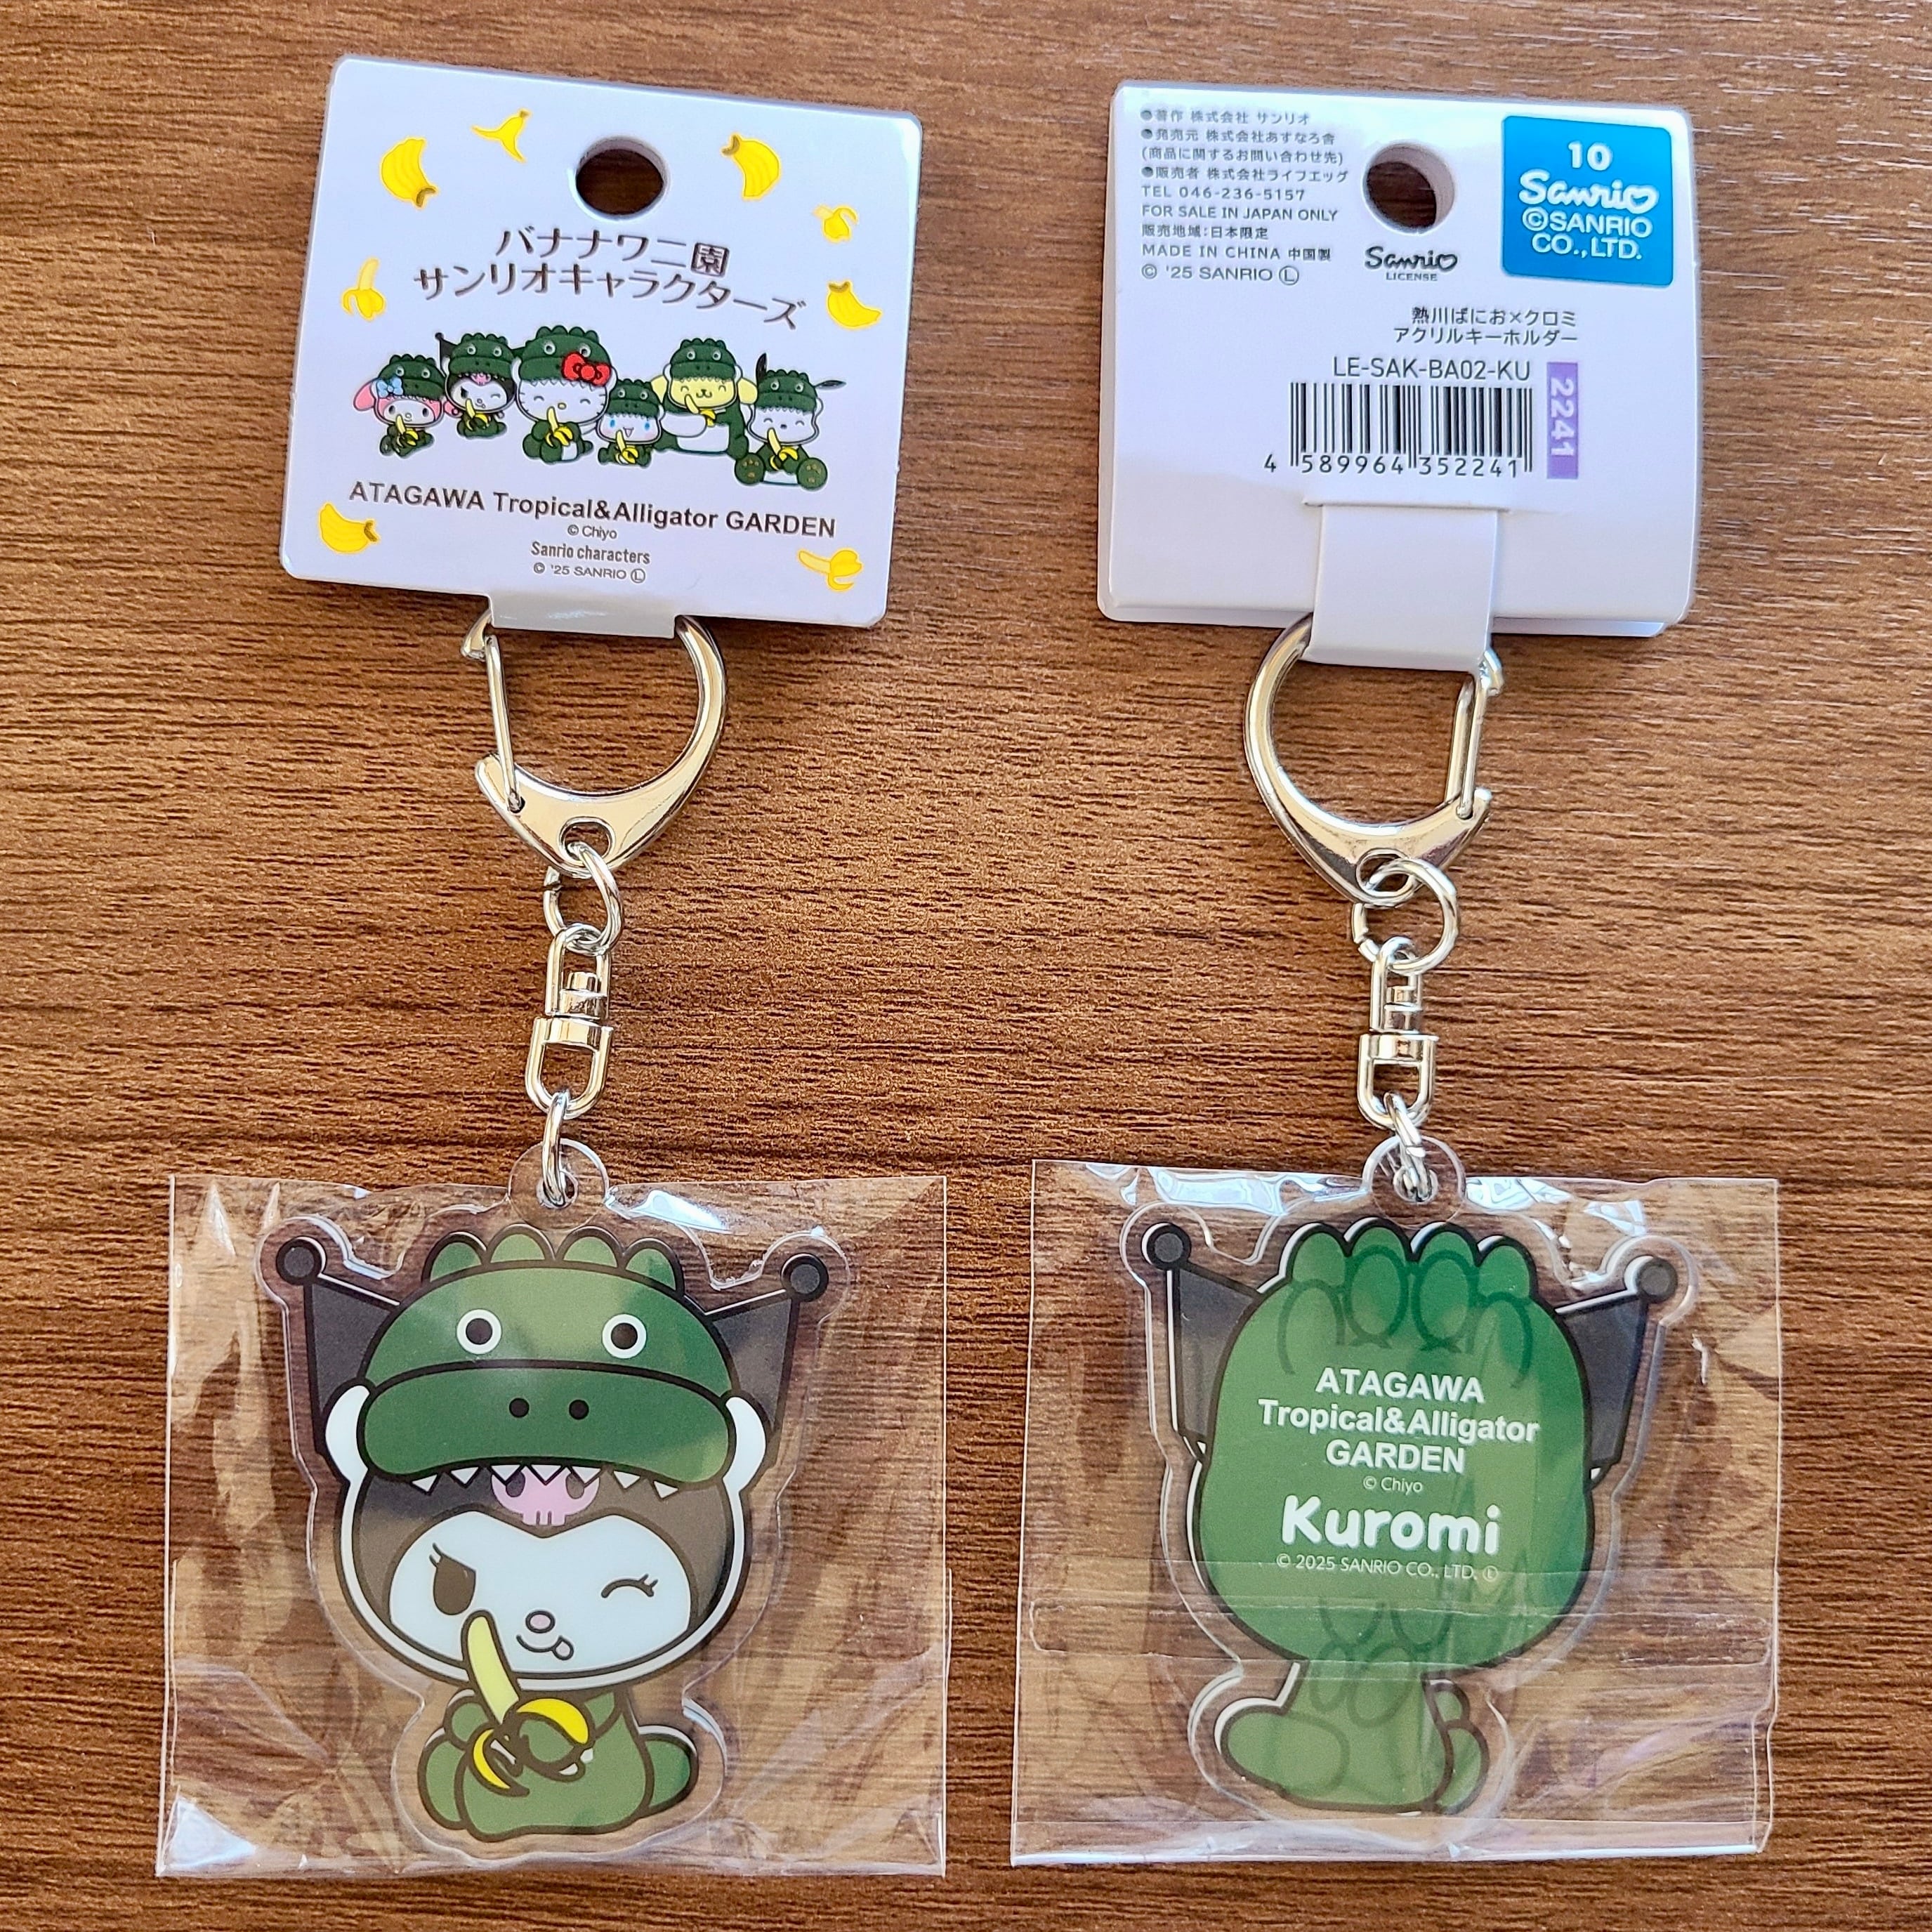 バナナワニ園
サンリオキャラクターズ
ATAGAWA Tropical&Alligator GARDEN
© Chiyo
Sanrio characters
© '25 SANRIO Ⓛ
●著作 株式会社 サンリオ
●発売元 株式会社あすなろ舎
(商品に関するお問い合わせ先)
●販売者 株式会社ライフエッグ
TEL 046-236-5157
FOR SALE IN JAPAN ONLY
販売地域:日本限定
MADE IN CHINA 中国製
© '25 SANRIO Ⓛ
Sanrio
LICENSE
10
Sanrio
©SANRIO
CO.,LTD.
熱川ばにお×クロミ
アクリルキーホルダー
LE-SAK-BA02-KU
2241
4 589964 352241
ATAGAWA
Tropical&Alligator
GARDEN
© Chiyo
Kuromi
© 2025 SANRIO CO., LTD. Ⓛ